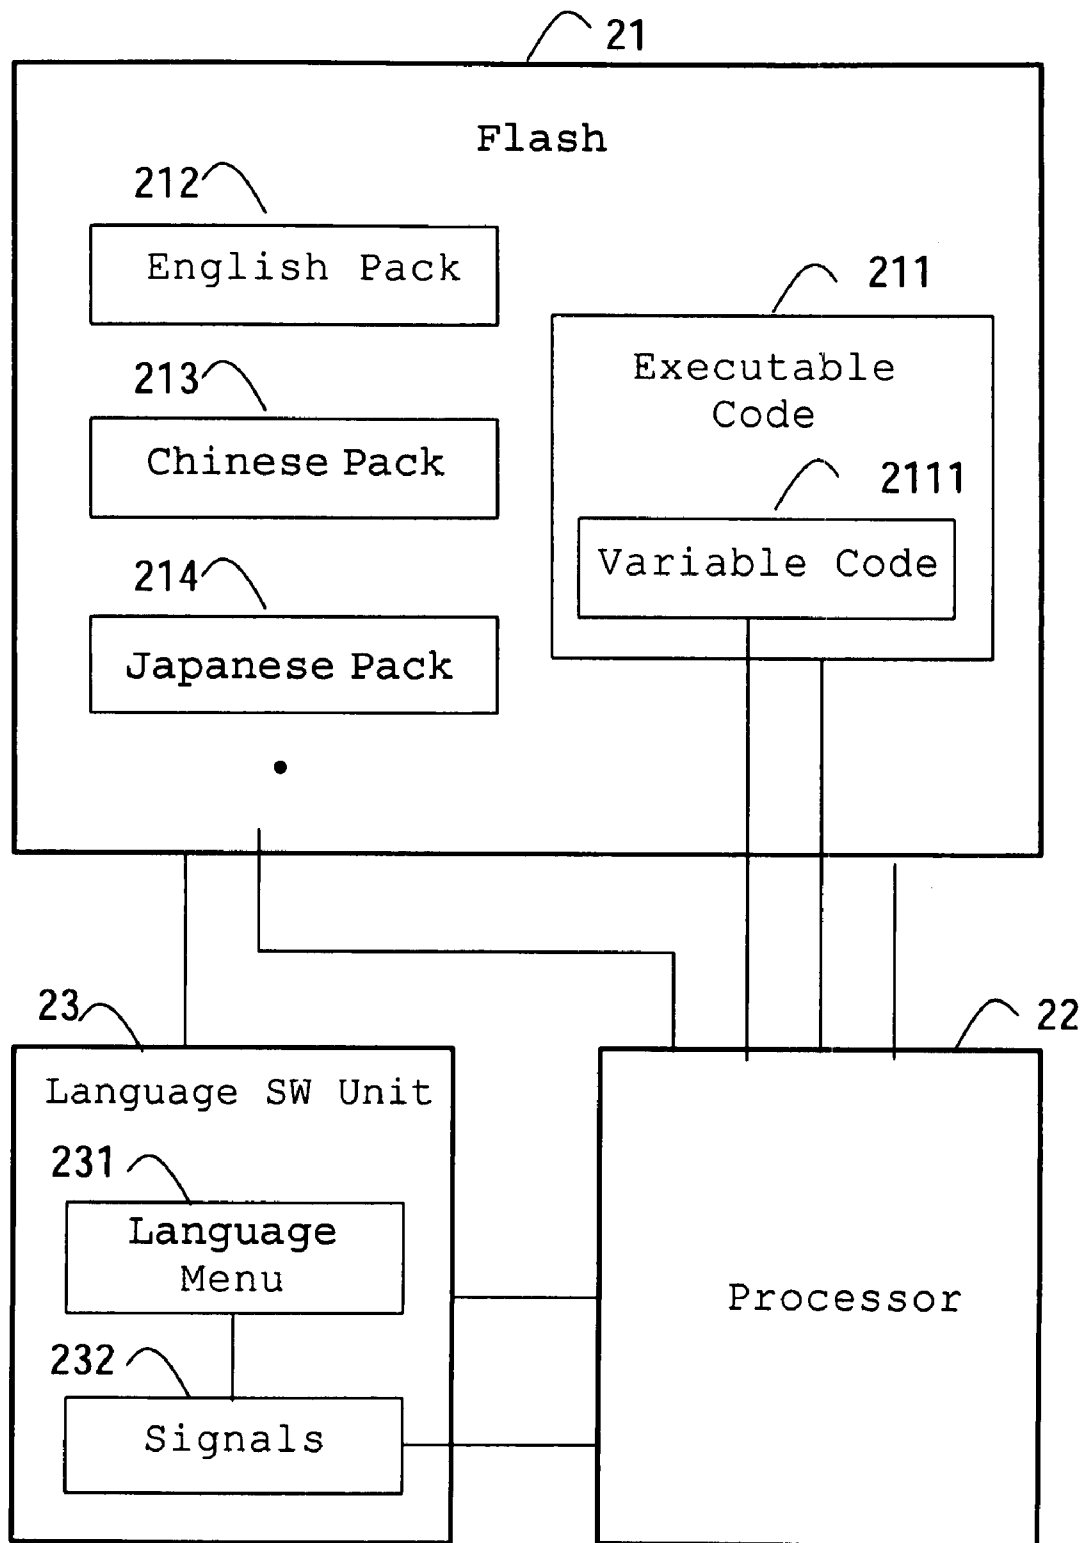 21
Flash
212
English Pack
211
Executable
Code
213
Chinese Pack
2111
Variable Code
214
Japanese Pack
23
22
Language SW Unit
231
Language
Menu
Processor
232
Signals